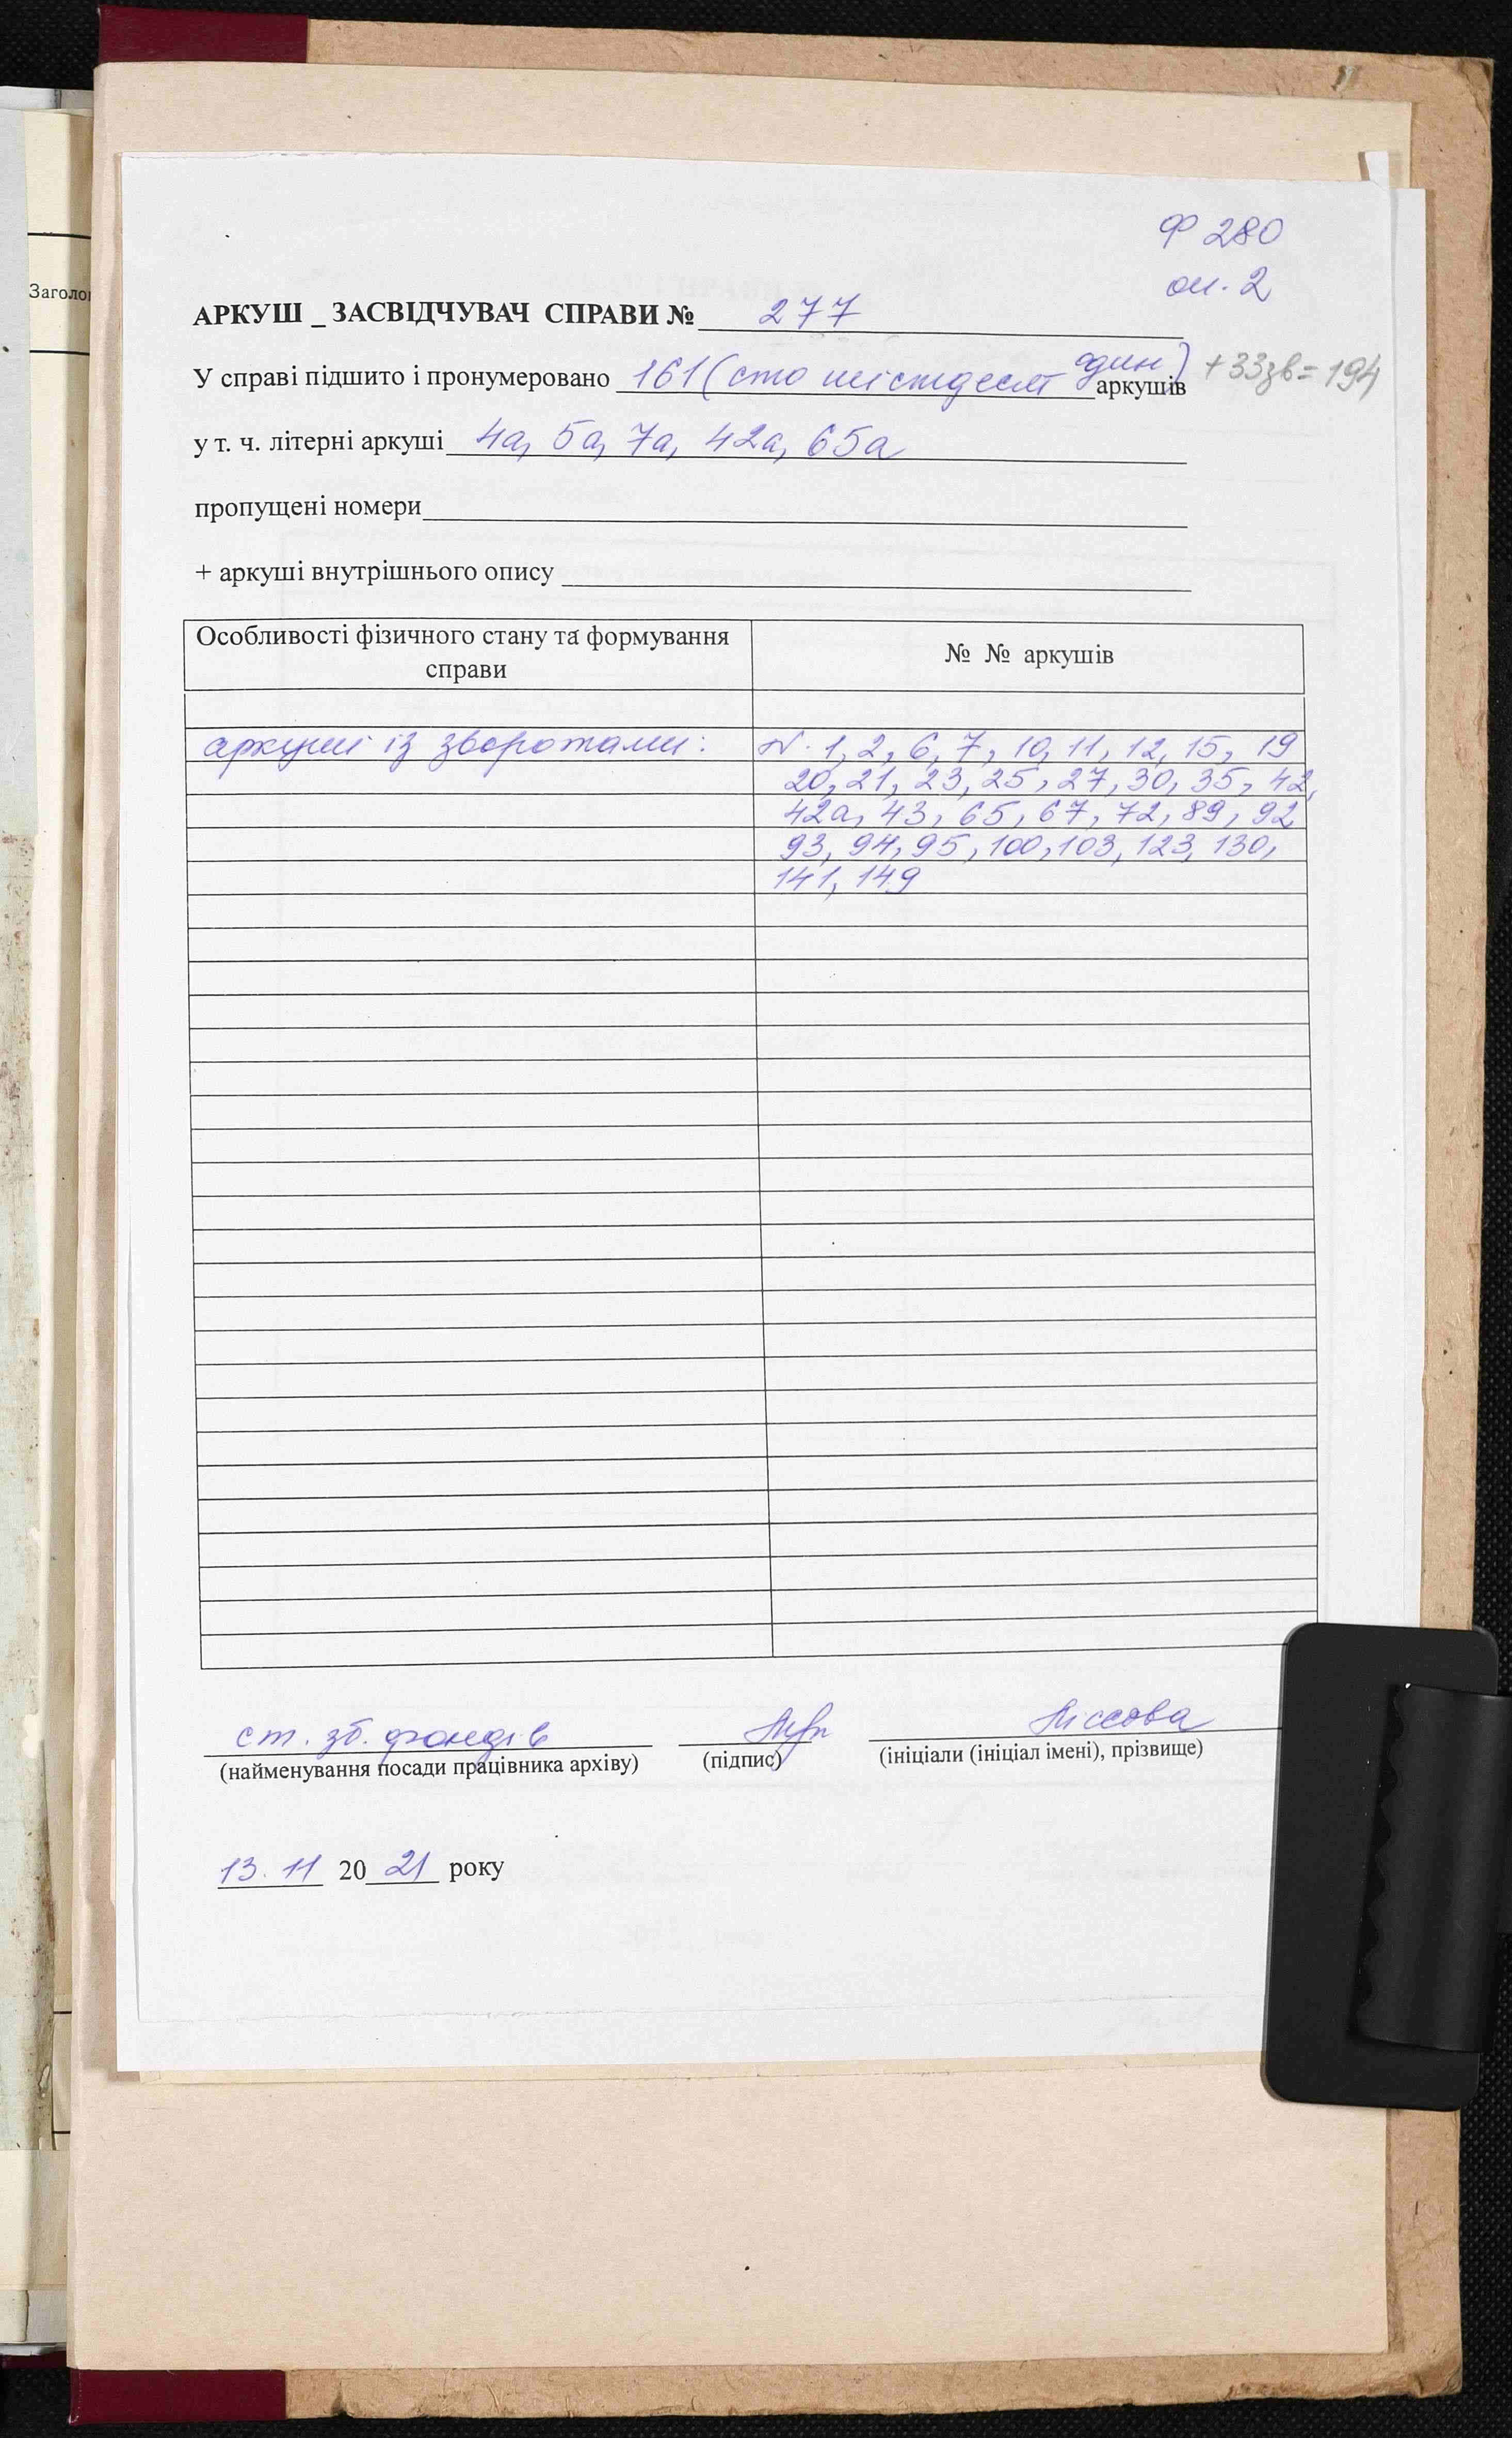 Заголо
Ф 280
оп. 2
АРКУШ _ ЗАСВІДЧУВАЧ СПРАВИ № 277
У справі підшито і пронумеровано 161 (сто шістдесят один) аркушів +33зв=194
у т. ч. літерні аркуші 4а, 5а, 7а, 42а, 65а
пропущені номери
+ аркуші внутрішнього опису
Особливості фізичного стану та формування справи
№ № аркушів
аркуші із зворотами: N. 1, 2, 6, 7, 10, 11, 12, 15, 19
20, 21, 23, 25, 27, 30, 35, 42,
42а, 43, 65, 67, 72, 89, 92
93, 94, 95, 100, 103, 123, 130,
141, 149
ст. зб. фондів
(найменування посади працівника архіву) (підпис) (ініціали (ініціал імені), прізвище)
13. 11 2021 року